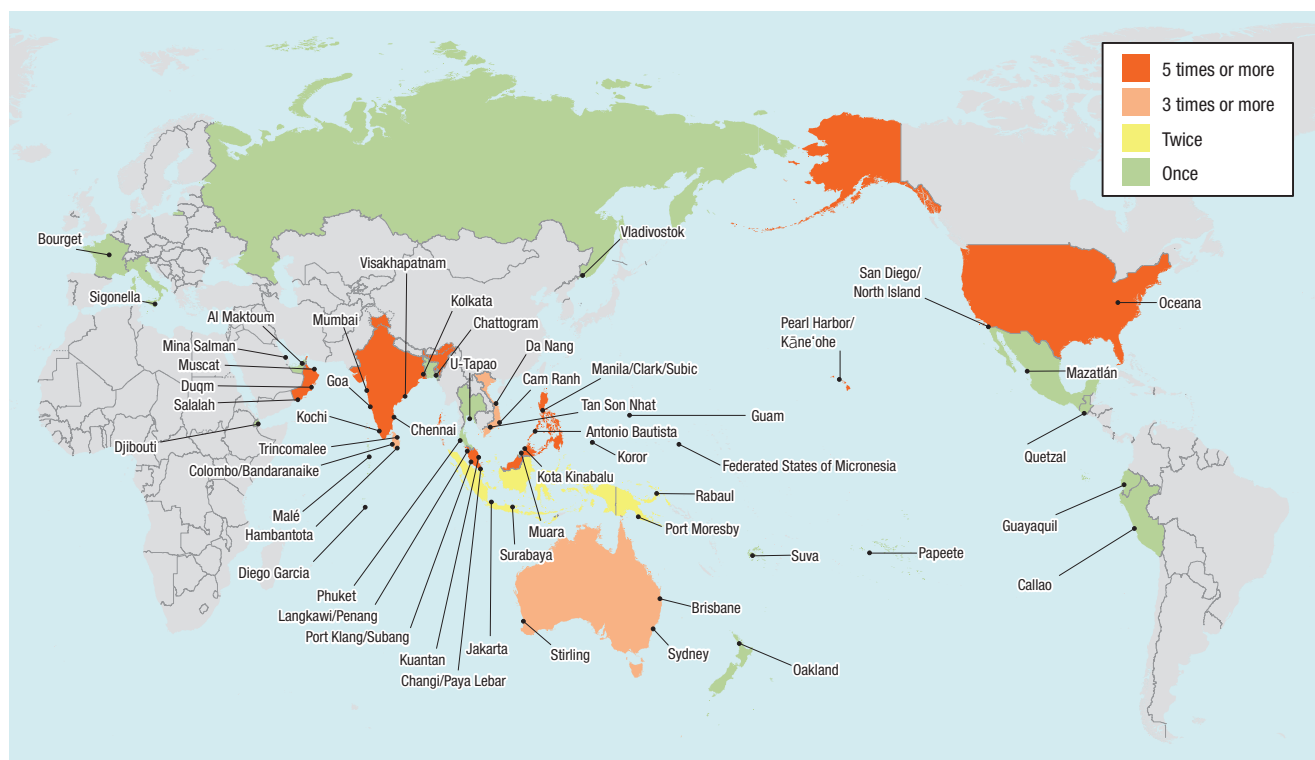 5 times or more
3 times or more
Twice
Once
Bourget
Vladivostok
Visakhapatnam
San Diego/
North Island
Sigonella
Kolkata
Oceana
Al Maktoum
Mumbai
Chattogram
Pearl Harbor/
Kāneʻohe
Mina Salman
Da Nang
Muscat
U-Tapao
Manila/Clark/Subic
Mazatlán
Duqm
Goa
Cam Ranh
Salalah
Tan Son Nhat
Guam
Kochi
Chennai
Antonio Bautista
Djibouti
Trincomalee
Koror
Quetzal
Colombo/Bandaranaike
Federated States of Micronesia
Kota Kinabalu
Rabaul
Malé
Guayaquil
Hambantota
Muara
Port Moresby
Surabaya
Suva
Papeete
Diego Garcia
Callao
Phuket
Brisbane
Langkawi/Penang
Port Klang/Subang
Jakarta
Stirling
Sydney
Kuantan
Oakland
Changi/Paya Lebar